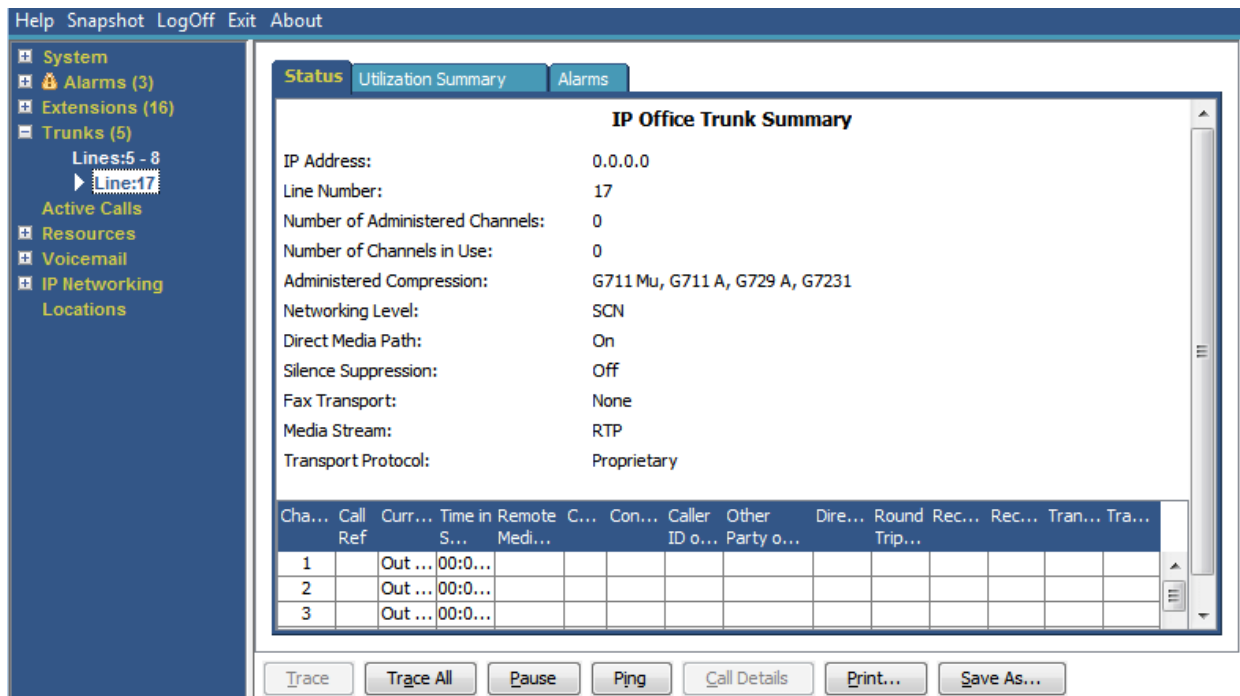 Help Snapshot LogOff Exit About
System
Alarms (3)
Extensions (16)
Trunks (5)
Lines:5 - 8
Line:17
Active Calls
Resources
Voicemail
IP Networking
Locations
Status Utilization Summary Alarms
IP Office Trunk Summary
IP Address: 0.0.0.0
Line Number: 17
Number of Administered Channels: 0
Number of Channels in Use: 0
Administered Compression: G711 Mu, G711 A, G729 A, G7231
Networking Level: SCN
Direct Media Path: On
Silence Suppression: Off
Fax Transport: None
Media Stream: RTP
Transport Protocol: Proprietary
Cha... Call Curr... Time in Remote C... Con... Caller Other Dire... Round Rec... Rec... Tran... Tra...
Ref S... Medi... ID o... Party o... Trip...
1 Out ... 00:0...
2 Out ... 00:0...
3 Out ... 00:0...
Trace Trace All Pause Ping Call Details Print... Save As...